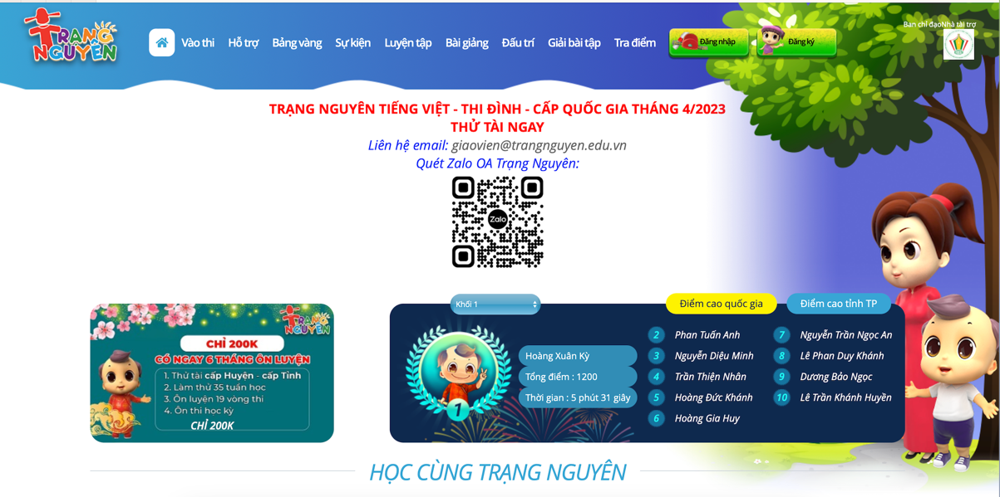 TRẠNG
NGUYÊN
Vào thi Hỗ trợ Bảng vàng Sự kiện Luyện tập Bài giảng Đấu trí Giải bài tập Tra điểm Đăng nhập Đăng ký
Ban chỉ đạoNhà tài trợ
TRẠNG NGUYÊN TIẾNG VIỆT - THI ĐÌNH - CẤP QUỐC GIA THÁNG 4/2023
THỬ TÀI NGAY
Liên hệ email: giaovien@trangnguyen.edu.vn
Quét Zalo OA Trạng Nguyên:
Zalo
TRẠNG
NGUYÊN
CHỈ 200K
CÓ NGAY 6 THÁNG ÔN LUYỆN
1. Thử tài cấp Huyện - cấp Tỉnh
2. Làm thử 35 tuần học
3. Ôn luyện 19 vòng thi
4. Ôn thi học kỳ
CHỈ 200K
Khối 1
Điểm cao quốc gia
Điểm cao tỉnh TP
1
Hoàng Xuân Kỳ
Tổng điểm : 1200
Thời gian : 5 phút 31 giây
2 Phan Tuấn Anh
3 Nguyễn Diệu Minh
4 Trần Thiện Nhân
5 Hoàng Đức Khánh
6 Hoàng Gia Huy
7 Nguyễn Trần Ngọc An
8 Lê Phan Duy Khánh
9 Dương Bảo Ngọc
10 Lê Trần Khánh Huyền
HỌC CÙNG TRẠNG NGUYÊN